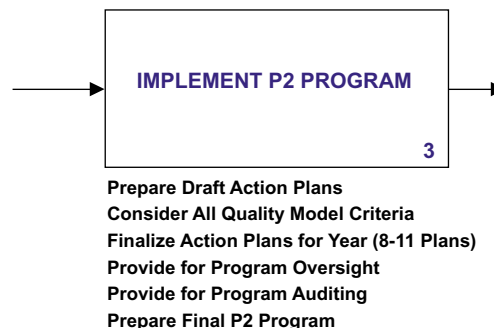 IMPLEMENT P2 PROGRAM
3
Prepare Draft Action Plans
Consider All Quality Model Criteria
Finalize Action Plans for Year (8-11 Plans)
Provide for Program Oversight
Provide for Program Auditing
Prepare Final P2 Program